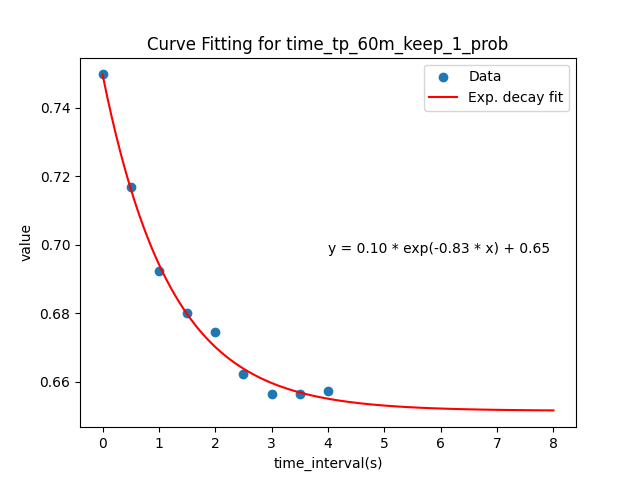 Curve Fitting for time_tp_60m_keep_1_prob
Data
Exp. decay fit
0.74
0.72
0.70
0.68
0.66
value
y = 0.10 * exp(-0.83 * x) + 0.65
0 1 2 3 4 5 6 7 8
time_interval(s)